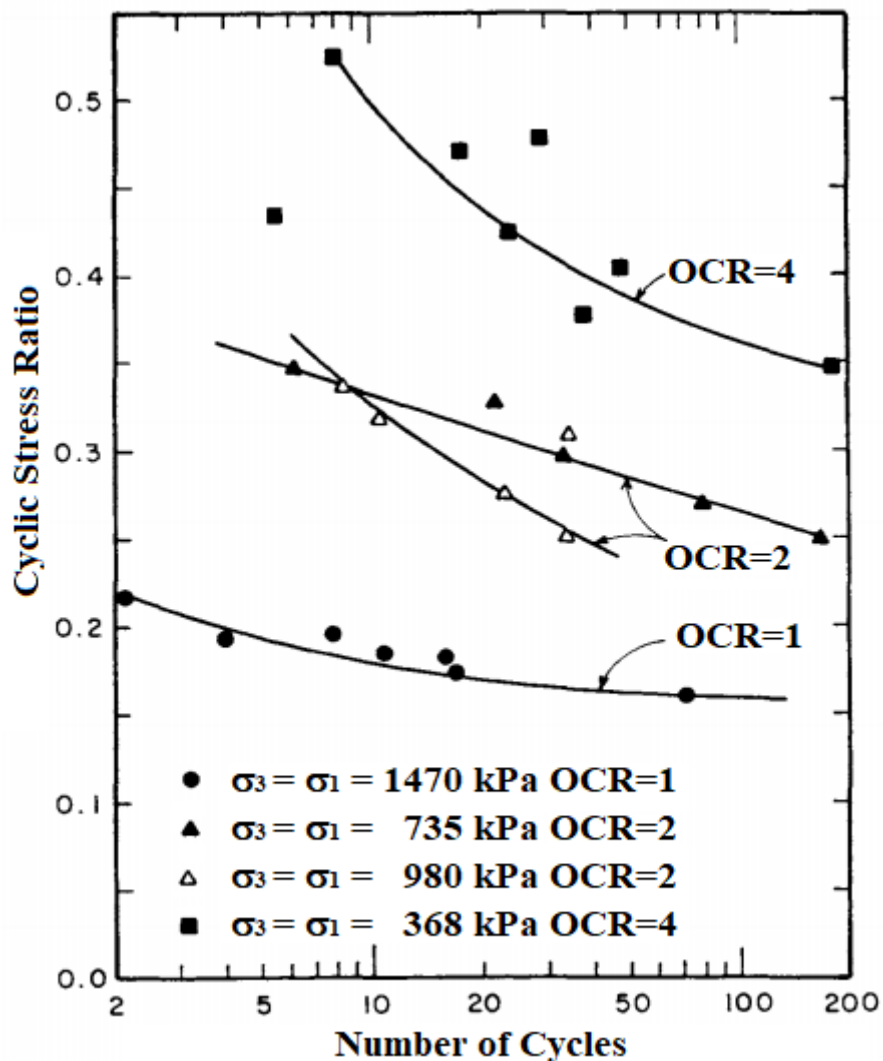 0.5
0.4
0.3
0.2
0.1
0.0
Cyclic Stress Ratio
OCR=4
OCR=2
OCR=1
σ3 = σ1 = 1470 kPa OCR=1
σ3 = σ1 = 735 kPa OCR=2
σ3 = σ1 = 980 kPa OCR=2
σ3 = σ1 = 368 kPa OCR=4
2 5 10 20 50 100 200
Number of Cycles